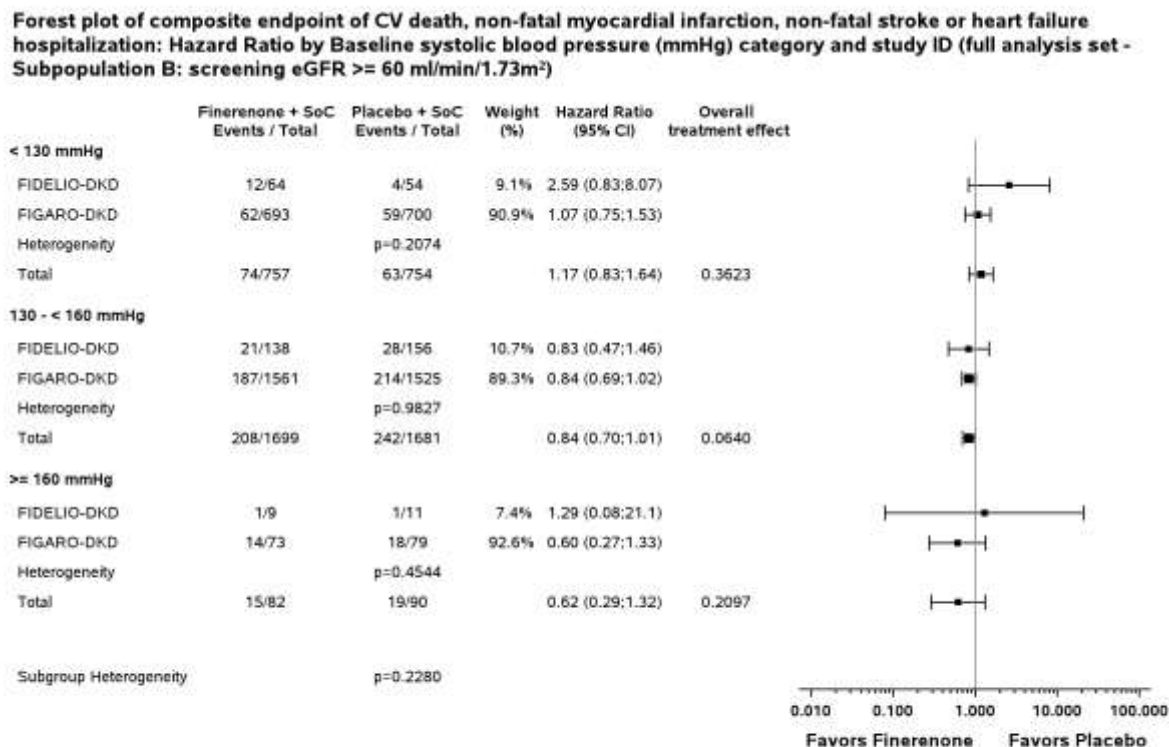 Forest plot of composite endpoint of CV death, non-fatal myocardial infarction, non-fatal stroke or heart failure
hospitalization: Hazard Ratio by Baseline systolic blood pressure (mmHg) category and study ID (full analysis set -
Subpopulation B: screening eGFR >= 60 ml/min/1.73m²)
Finerenone + SoC Placebo + SoC Weight Hazard Ratio Overall
Events / Total Events / Total (%) (95% CI) treatment effect
< 130 mmHg
FIDELIO-DKD 12/64 4/54 9.1% 2.59 (0.83;8.07)
FIGARO-DKD 62/693 59/700 90.9% 1.07 (0.75;1.53)
Heterogeneity p=0.2074
Total 74/757 63/754 1.17 (0.83;1.64) 0.3623
130 - < 160 mmHg
FIDELIO-DKD 21/138 28/156 10.7% 0.83 (0.47;1.46)
FIGARO-DKD 187/1561 214/1525 89.3% 0.84 (0.69;1.02)
Heterogeneity p=0.9827
Total 208/1699 242/1681 0.84 (0.70;1.01) 0.0640
>= 160 mmHg
FIDELIO-DKD 1/9 1/11 7.4% 1.29 (0.08;21.1)
FIGARO-DKD 14/73 18/79 92.6% 0.60 (0.27;1.33)
Heterogeneity p=0.4544
Total 15/82 19/90 0.62 (0.29;1.32) 0.2097
Subgroup Heterogeneity p=0.2280
0.010 0.100 1.000 10.000 100.000
Favors Finerenone Favors Placebo